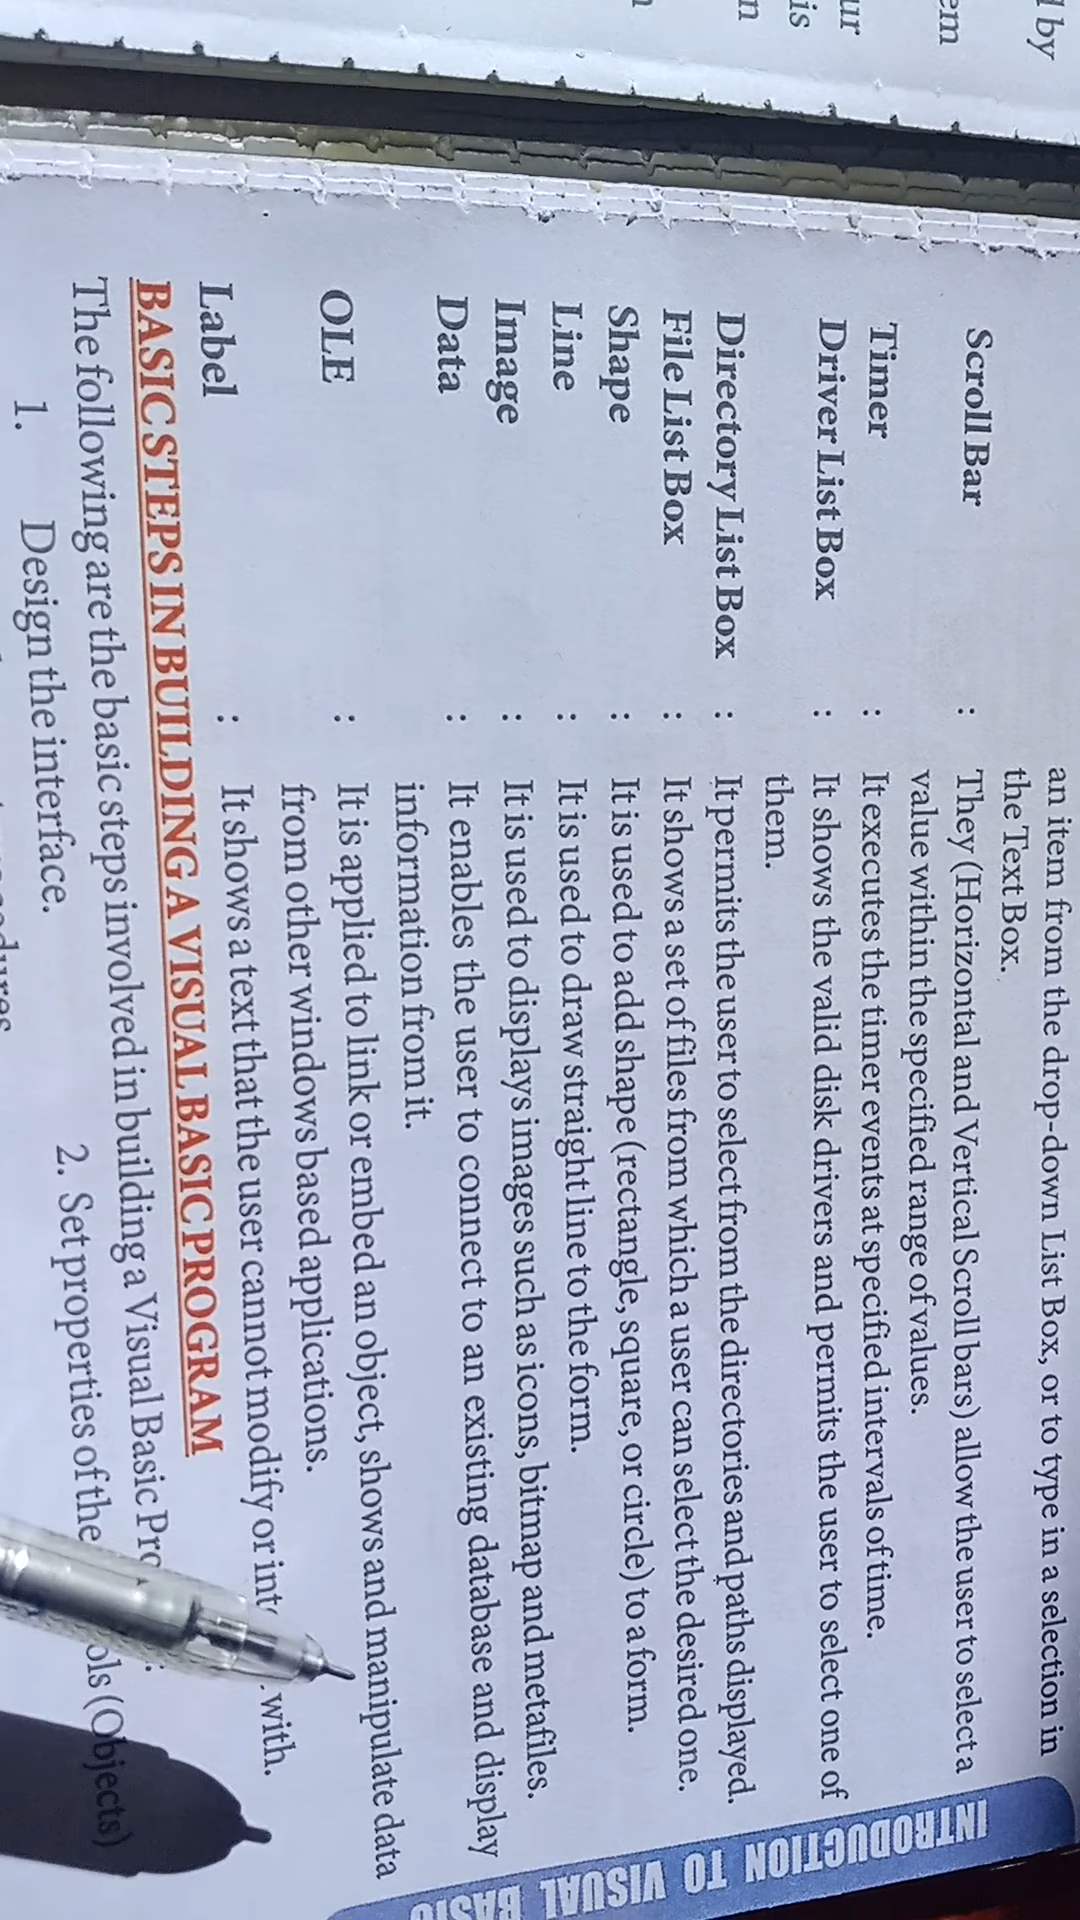 l by
em
ur
is
n
an item from the drop-down List Box, or to type in a selection in
the Text Box.
Scroll Bar : They (Horizontal and Vertical Scroll bars) allow the user to select a
value within the specified range of values.
Timer : It executes the timer events at specified intervals of time.
Driver List Box : It shows the valid disk drivers and permits the user to select one of
them.
Directory List Box : It permits the user to select from the directories and paths displayed.
File List Box : It shows a set of files from which a user can select the desired one.
Shape : It is used to add shape (rectangle, square, or circle) to a form.
Line : It is used to draw straight line to the form.
Image : It is used to displays images such as icons, bitmap and metafiles.
Data : It enables the user to connect to an existing database and display
information from it.
OLE : It is applied to link or embed an object, shows and manipulate data
from other windows based applications.
Label : It shows a text that the user cannot modify or int with.
BASIC STEPS IN BUILDING A VISUAL BASIC PROGRAM
The following are the basic steps involved in building a Visual Basic Pro
1. Design the interface. 2. Set properties of the ols (Objects)
INTRODUCTION TO VISUAL BASIC